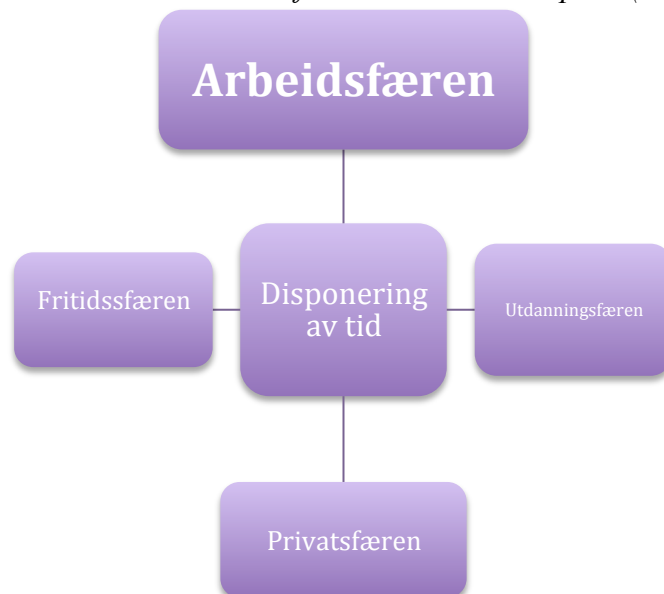 Arbeidsfæren
Fritidssfæren
Disponering
av tid
Utdanningsfæren
Privatsfæren